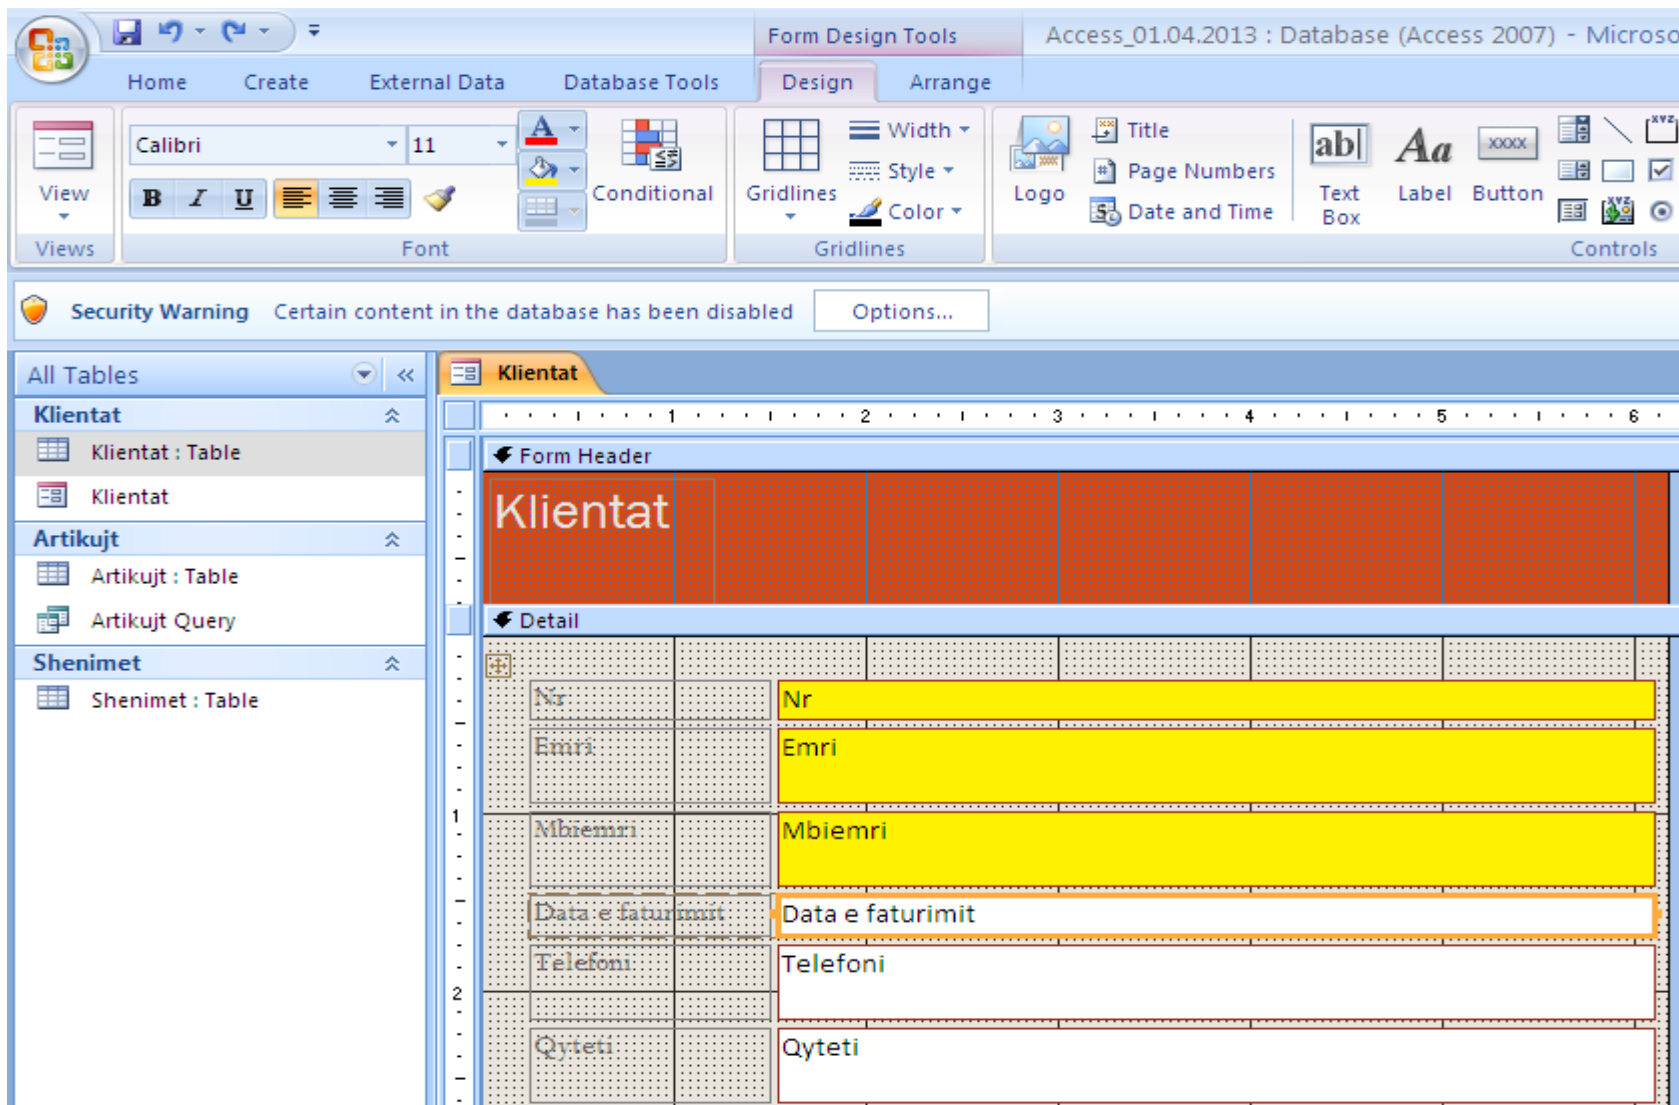 Form Design Tools Access_01.04.2013 : Database (Access 2007) - Microso
Home Create External Data Database Tools Design Arrange
Calibri 11 Width Title
View B I U Conditional Gridlines Style Logo Page Numbers ab| Text Box Aa Label xxxx Button
Color Date and Time
Views Font Gridlines Controls
Security Warning Certain content in the database has been disabled Options...
All Tables
Klientat
Klientat : Table
Klientat
Artikujt
Artikujt : Table
Artikujt Query
Shenimet
Shenimet : Table
Klientat
1 2 3 4 5 6
Form Header
Klientat
Detail
Nr Nr
Emri Emri
1
Mbiemri Mbiemri
Data e faturimit Data e faturimit
Telefoni Telefoni
2
Qyteti Qyteti